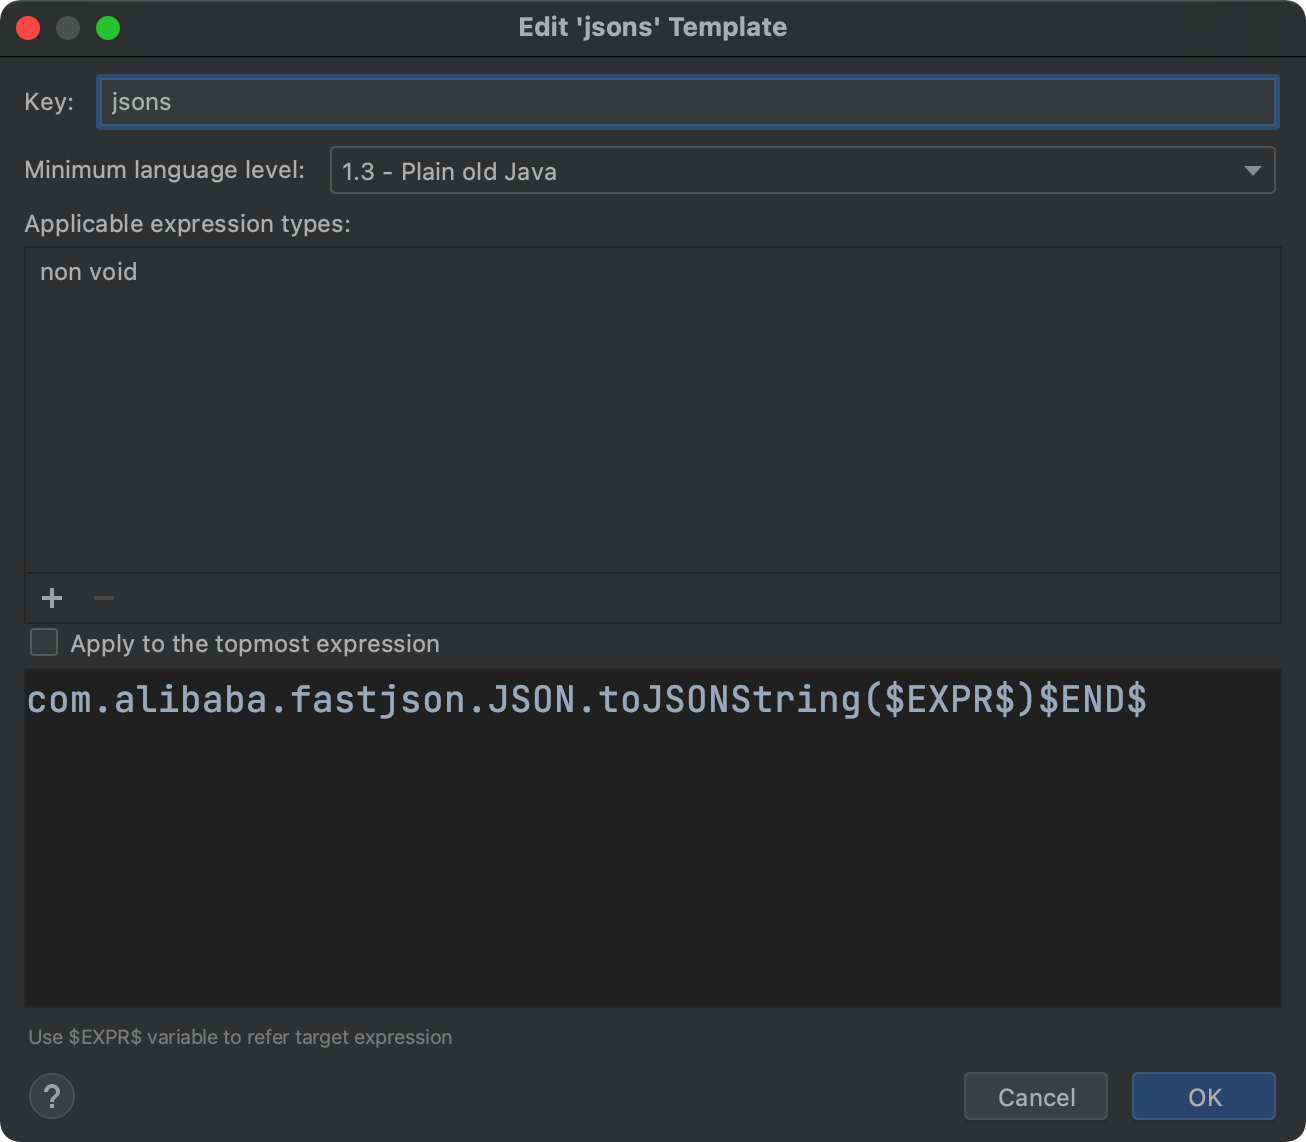 Edit 'jsons' Template
Key: jsons
Minimum language level: 1.3 - Plain old Java
Applicable expression types:
non void
Apply to the topmost expression
com.alibaba.fastjson.JSON.toJSONString($EXPR$)$END$
Use $EXPR$ variable to refer target expression
? Cancel OK